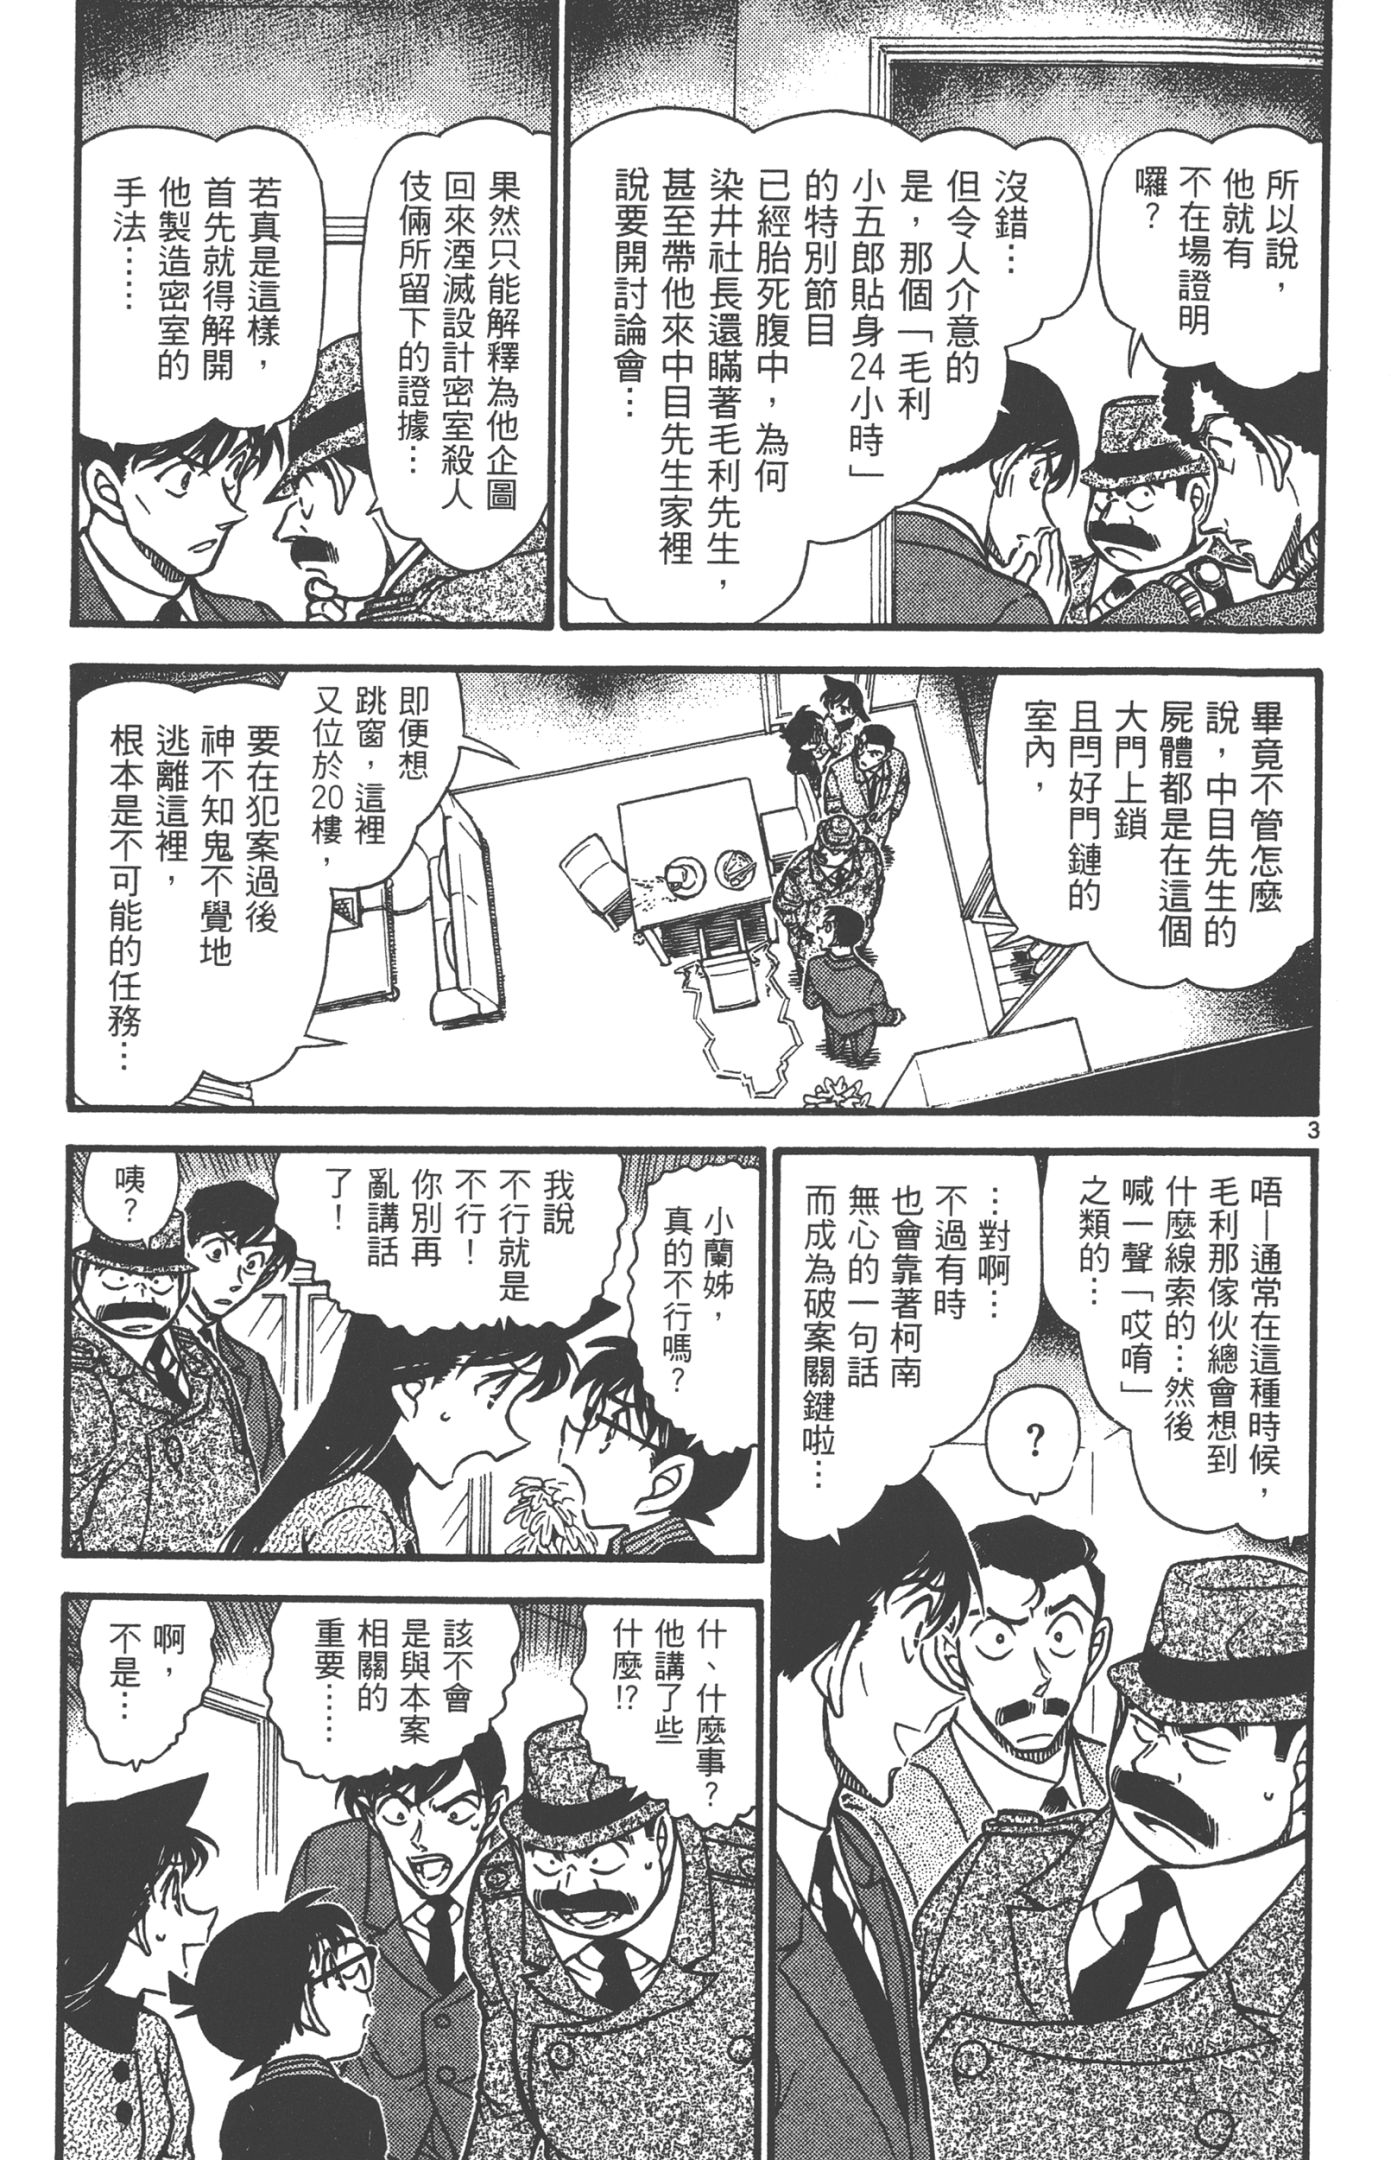 所以說，
他就有
不在場證明
囉？
沒錯…
但令人介意的
是，那個「毛利
小五郎貼身24小時」
的特別節目
已經胎死腹中，為何
染井社長還瞞著毛利先生，
甚至帶他來中目先生家裡
說要開討論會…
果然只能解釋為他企圖
回來湮滅設計密室殺人
伎倆所留下的證據…
若真是這樣，
首先就得解開
他製造密室的
手法……
畢竟不管怎麼
說，中目先生的
屍體都是在這個
大門上鎖
且閂好門鏈的
室內，
即便想
跳窗，這裡
又位於20樓，
要在犯案過後
神不知鬼不覺地
逃離這裡，
根本是不可能的任務…
3
唔—通常在這種時候，
毛利那傢伙總會想到
什麼線索的…然後
喊一聲「哎唷」
之類的…
？
…對啊…
不過有時
也會靠著柯南
無心的一句話
而成為破案關鍵啦…
小蘭姊，
真的不行嗎？
我說
不行就是
不行！
你別再
亂講話
了！
咦？
什、什麼事？
他講了些
什麼!?
該不會
是與本案
相關的
重要……
啊，
不是…